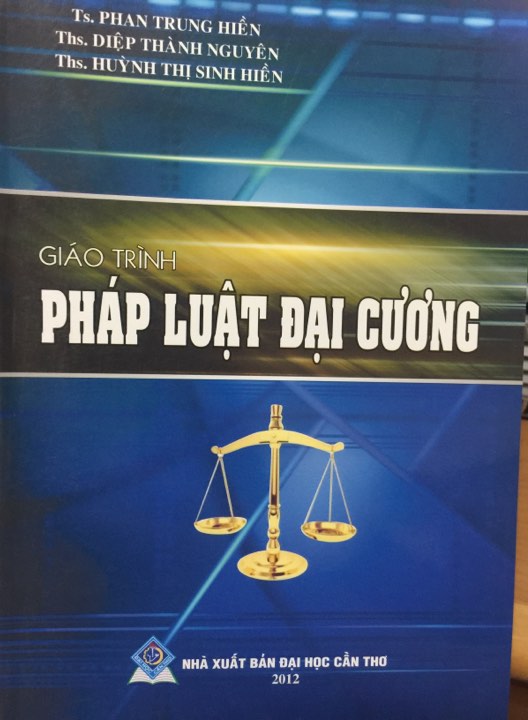 Ts. PHAN TRUNG HIỀN
Ths. DIỆP THÀNH NGUYÊN
Ths. HUỲNH THỊ SINH HIỀN
GIÁO TRÌNH
PHÁP LUẬT ĐẠI CƯƠNG
NHÀ XUẤT BẢN ĐẠI HỌC CẦN THƠ
2012